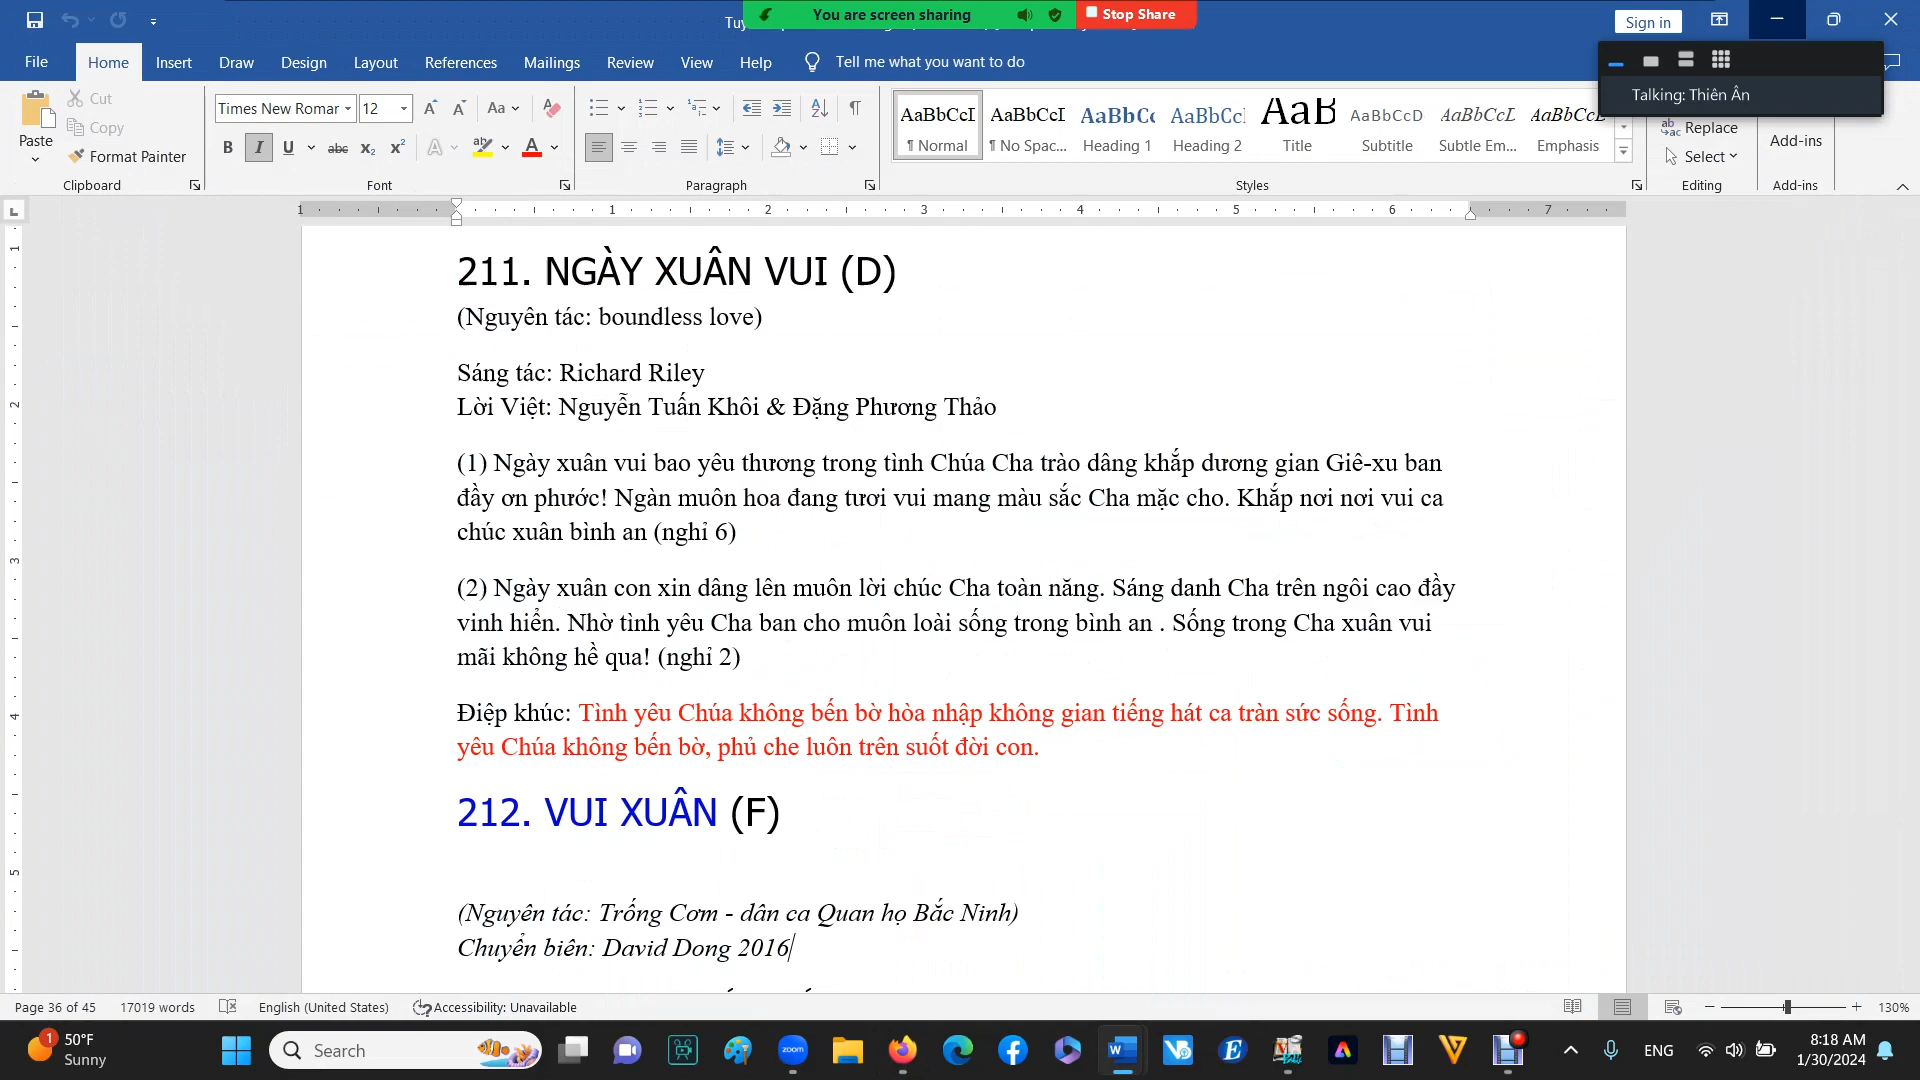 Tuy
You are screen sharing
Stop Share
Sign in
File Home Insert Draw Design Layout References Mailings Review View Help Tell me what you want to do
Talking: Thiên Ân
Paste
Cut
Copy
Format Painter
Clipboard
Times New Romar 12
Font
Paragraph
AaBbCcI AaBbCcI AaBbCc AaBbCcI AaB AaBbCcD AaBbCcL AaBbCcL
¶ Normal ¶ No Spac... Heading 1 Heading 2 Title Subtitle Subtle Em... Emphasis
Styles
Replace
Select
Editing
Add-ins
Add-ins
1 1 2 3 4 5 6 7
211. NGÀY XUÂN VUI (D)
(Nguyên tác: boundless love)
Sáng tác: Richard Riley
Lời Việt: Nguyễn Tuấn Khôi & Đặng Phương Thảo
(1) Ngày xuân vui bao yêu thương trong tình Chúa Cha trào dâng khắp dương gian Giê-xu ban
đầy ơn phước! Ngàn muôn hoa đang tươi vui mang màu sắc Cha mặc cho. Khắp nơi nơi vui ca
chúc xuân bình an (nghỉ 6)
(2) Ngày xuân con xin dâng lên muôn lời chúc Cha toàn năng. Sáng danh Cha trên ngôi cao đầy
vinh hiển. Nhờ tình yêu Cha ban cho muôn loài sống trong bình an . Sống trong Cha xuân vui
mãi không hề qua! (nghỉ 2)
Điệp khúc: Tình yêu Chúa không bến bờ hòa nhập không gian tiếng hát ca tràn sức sống. Tình
yêu Chúa không bến bờ, phủ che luôn trên suốt đời con.
212. VUI XUÂN (F)
(Nguyên tác: Trống Cơm - dân ca Quan họ Bắc Ninh)
Chuyển biên: David Dong 2016
Page 36 of 45 17019 words English (United States) Accessibility: Unavailable 130%
50°F
Sunny
Search
zoom
ENG
8:18 AM
1/30/2024